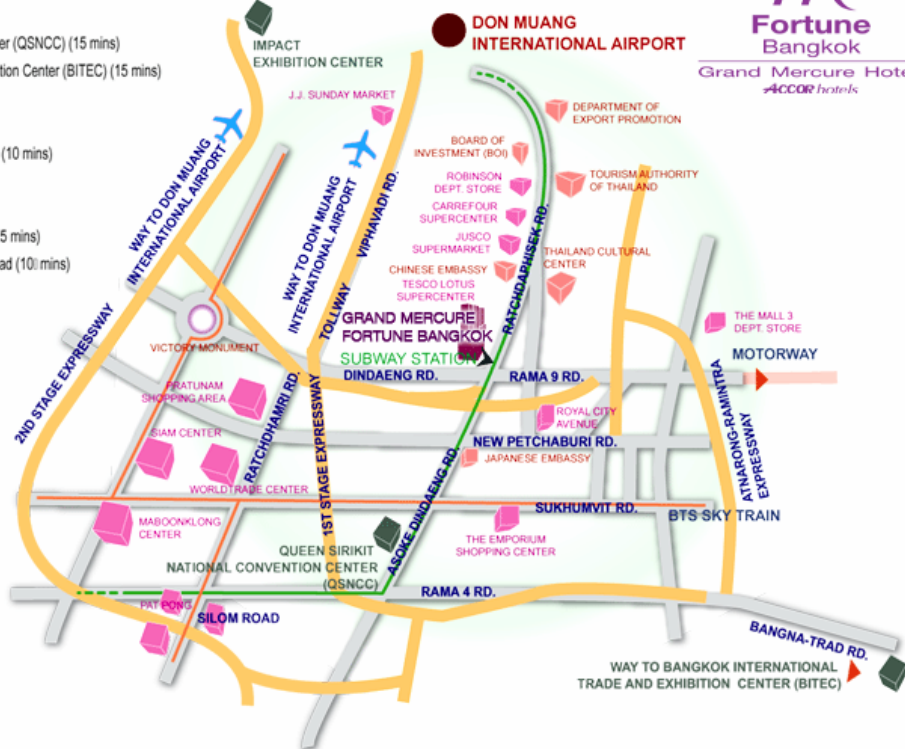 er (QSNCC) (15 mins)
tion Center (BITEC) (15 mins)
(10 mins)
5 mins)
ad (10 mins)
IMPACT
EXHIBITION CENTER
DON MUANG
INTERNATIONAL AIRPORT
Fortune
Bangkok
Grand Mercure Hote
ACCOR hotels
J.J. SUNDAY MARKET
DEPARTMENT OF
EXPORT PROMOTION
BOARD OF
INVESTMENT (BOI)
TOURISM AUTHORITY
OF THAILAND
ROBINSON
DEPT. STORE
CARREFOUR
SUPERCENTER
JUSCO
SUPERMARKET
THAILAND CULTURAL
CENTER
CHINESE EMBASSY
TESCO LOTUS
SUPERCENTER
WAY TO DON MUANG
INTERNATIONAL AIRPORT
WAY TO DON MUANG
INTERNATIONAL AIRPORT
VIPHAVADI RD.
TOLLWAY
RATCHDAPHISEK RD.
GRAND MERCURE
FORTUNE BANGKOK
SUBWAY STATION
THE MALL 3
DEPT. STORE
MOTORWAY
VICTORY MONUMENT
DINDAENG RD.
RAMA 9 RD.
2ND STAGE EXPRESSWAY
PRATUNAM
SHOPPING AREA
RATCHDHAMRI RD.
1ST STAGE EXPRESSWAY
ROYAL CITY
AVENUE
NEW PETCHABURI RD.
JAPANESE EMBASSY
ATNARONG-RAMINTRA
EXPRESSWAY
SIAM CENTER
WORLDTRADE CENTER
SUKHUMVIT RD.
BTS SKY TRAIN
MABOONKLONG
CENTER
ASOKE-DINDAENG RD.
QUEEN SIRIKIT
NATIONAL CONVENTION CENTER
(QSNCC)
THE EMPORIUM
SHOPPING CENTER
RAMA 4 RD.
PAT PONG
SILOM ROAD
BANGNA-TRAD RD.
WAY TO BANGKOK INTERNATIONAL
TRADE AND EXHIBITION CENTER (BITEC)